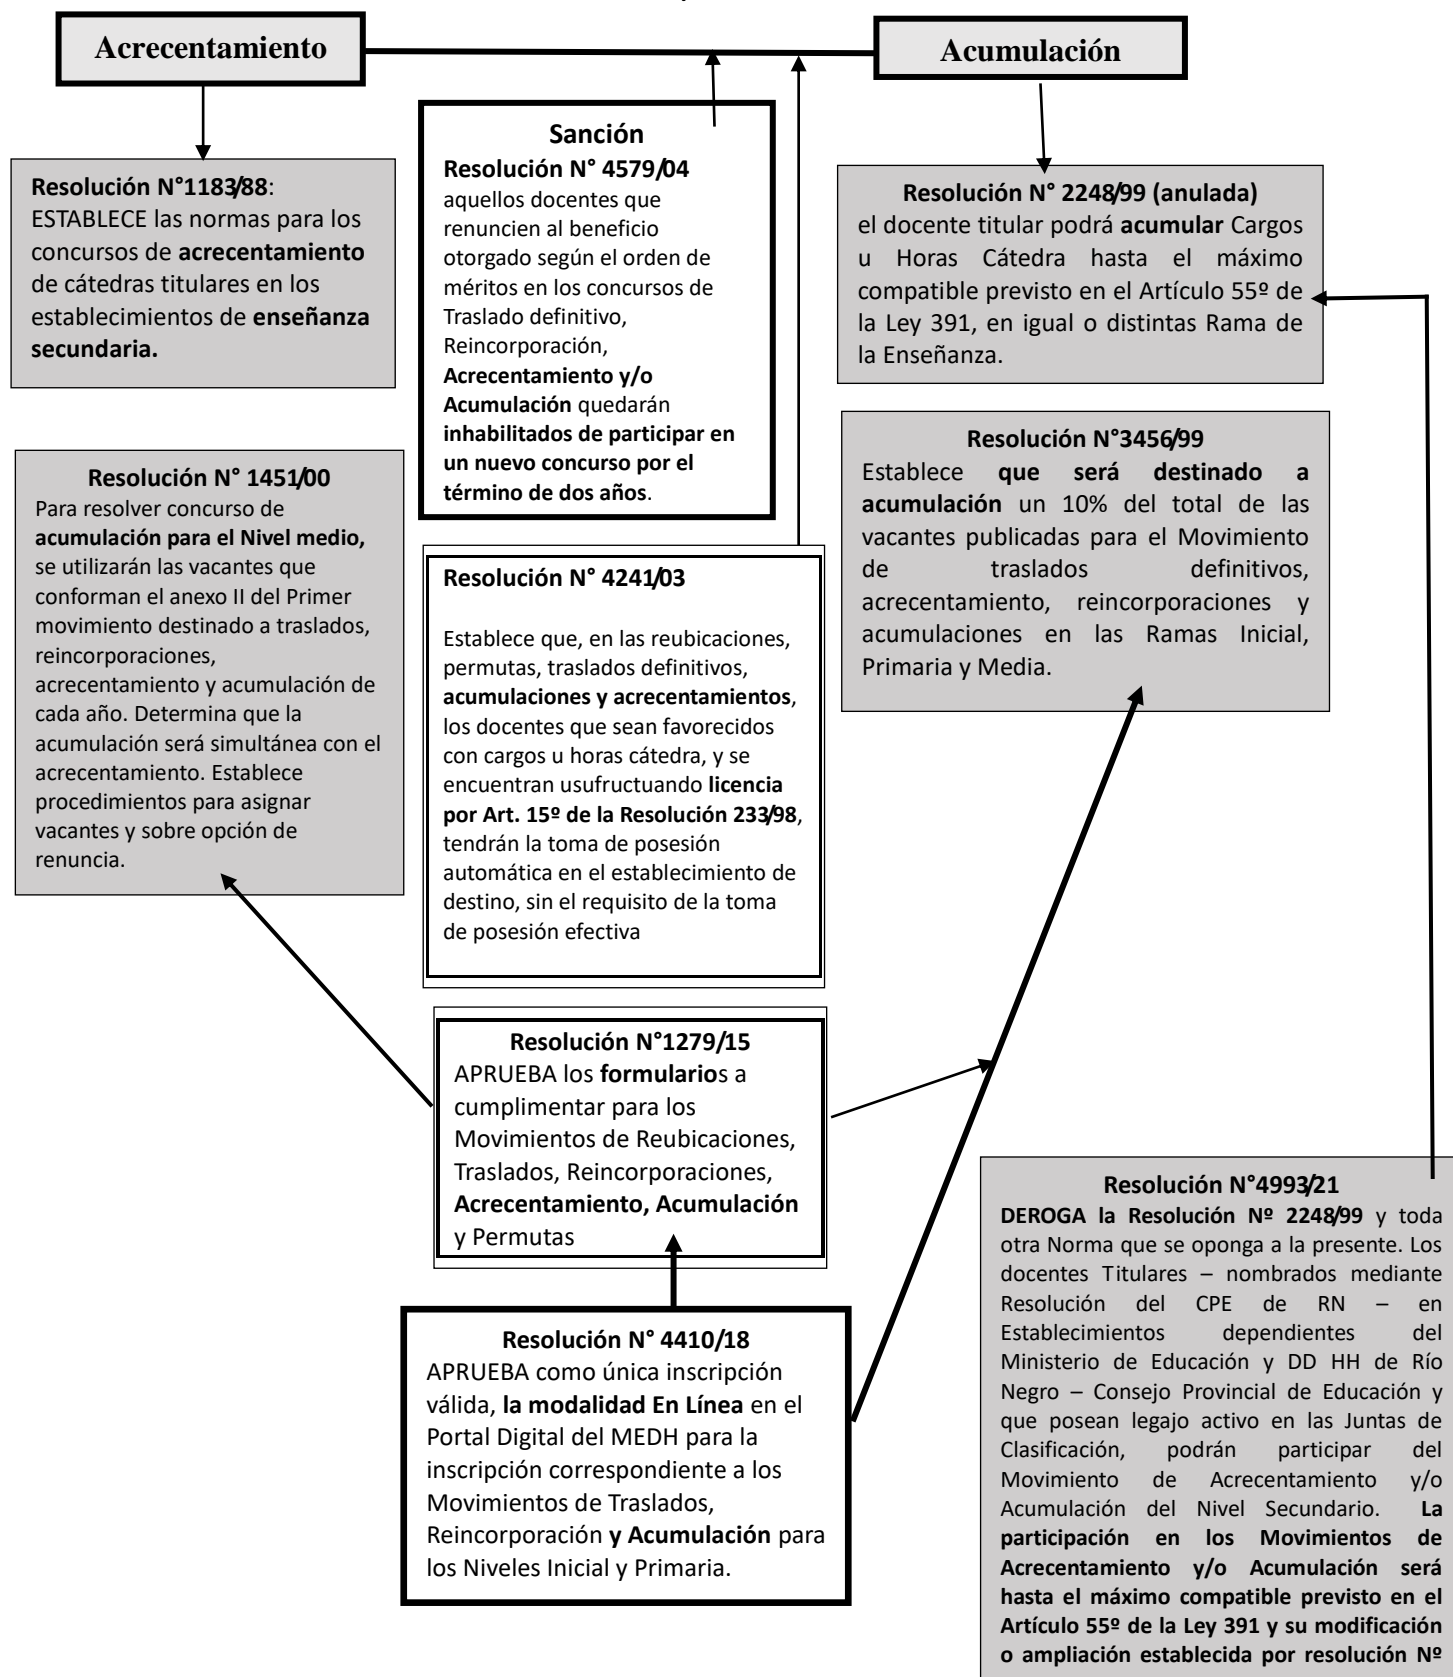 Acrecentamiento
Acumulación
Resolución N°1183/88:
ESTABLECE las normas para los
concursos de acrecentamiento
de cátedras titulares en los
establecimientos de enseñanza
secundaria.
Sanción
Resolución N° 4579/04
aquellos docentes que
renuncien al beneficio
otorgado según el orden de
méritos en los concursos de
Traslado definitivo,
Reincorporación,
Acrecentamiento y/o
Acumulación quedarán
inhabilitados de participar en
un nuevo concurso por el
término de dos años.
Resolución N° 2248/99 (anulada)
el docente titular podrá acumular Cargos
u Horas Cátedra hasta el máximo
compatible previsto en el Artículo 55º de
la Ley 391, en igual o distintas Rama de
la Enseñanza.
Resolución N° 1451/00
Para resolver concurso de
acumulación para el Nivel medio,
se utilizarán las vacantes que
conforman el anexo II del Primer
movimiento destinado a traslados,
reincorporaciones,
acrecentamiento y acumulación de
cada año. Determina que la
acumulación será simultánea con el
acrecentamiento. Establece
procedimientos para asignar
vacantes y sobre opción de
renuncia.
Resolución N° 4241/03
Establece que, en las reubicaciones,
permutas, traslados definitivos,
acumulaciones y acrecentamientos,
los docentes que sean favorecidos
con cargos u horas cátedra, y se
encuentran usufructuando licencia
por Art. 15º de la Resolución 233/98,
tendrán la toma de posesión
automática en el establecimiento de
destino, sin el requisito de la toma
de posesión efectiva
Resolución N°3456/99
Establece que será destinado a
acumulación un 10% del total de las
vacantes publicadas para el Movimiento
de traslados definitivos,
acrecentamiento, reincorporaciones y
acumulaciones en las Ramas Inicial,
Primaria y Media.
Resolución N°1279/15
APRUEBA los formularios a
cumplimentar para los
Movimientos de Reubicaciones,
Traslados, Reincorporaciones,
Acrecentamiento, Acumulación
y Permutas
Resolución N° 4410/18
APRUEBA como única inscripción
válida, la modalidad En Línea en el
Portal Digital del MEDH para la
inscripción correspondiente a los
Movimientos de Traslados,
Reincorporación y Acumulación para
los Niveles Inicial y Primaria.
Resolución N°4993/21
DEROGA la Resolución Nº 2248/99 y toda
otra Norma que se oponga a la presente. Los
docentes Titulares – nombrados mediante
Resolución del CPE de RN – en
Establecimientos dependientes del
Ministerio de Educación y DD HH de Río
Negro – Consejo Provincial de Educación y
que posean legajo activo en las Juntas de
Clasificación, podrán participar del
Movimiento de Acrecentamiento y/o
Acumulación del Nivel Secundario. La
participación en los Movimientos de
Acrecentamiento y/o Acumulación será
hasta el máximo compatible previsto en el
Artículo 55º de la Ley 391 y su modificación
o ampliación establecida por resolución Nº